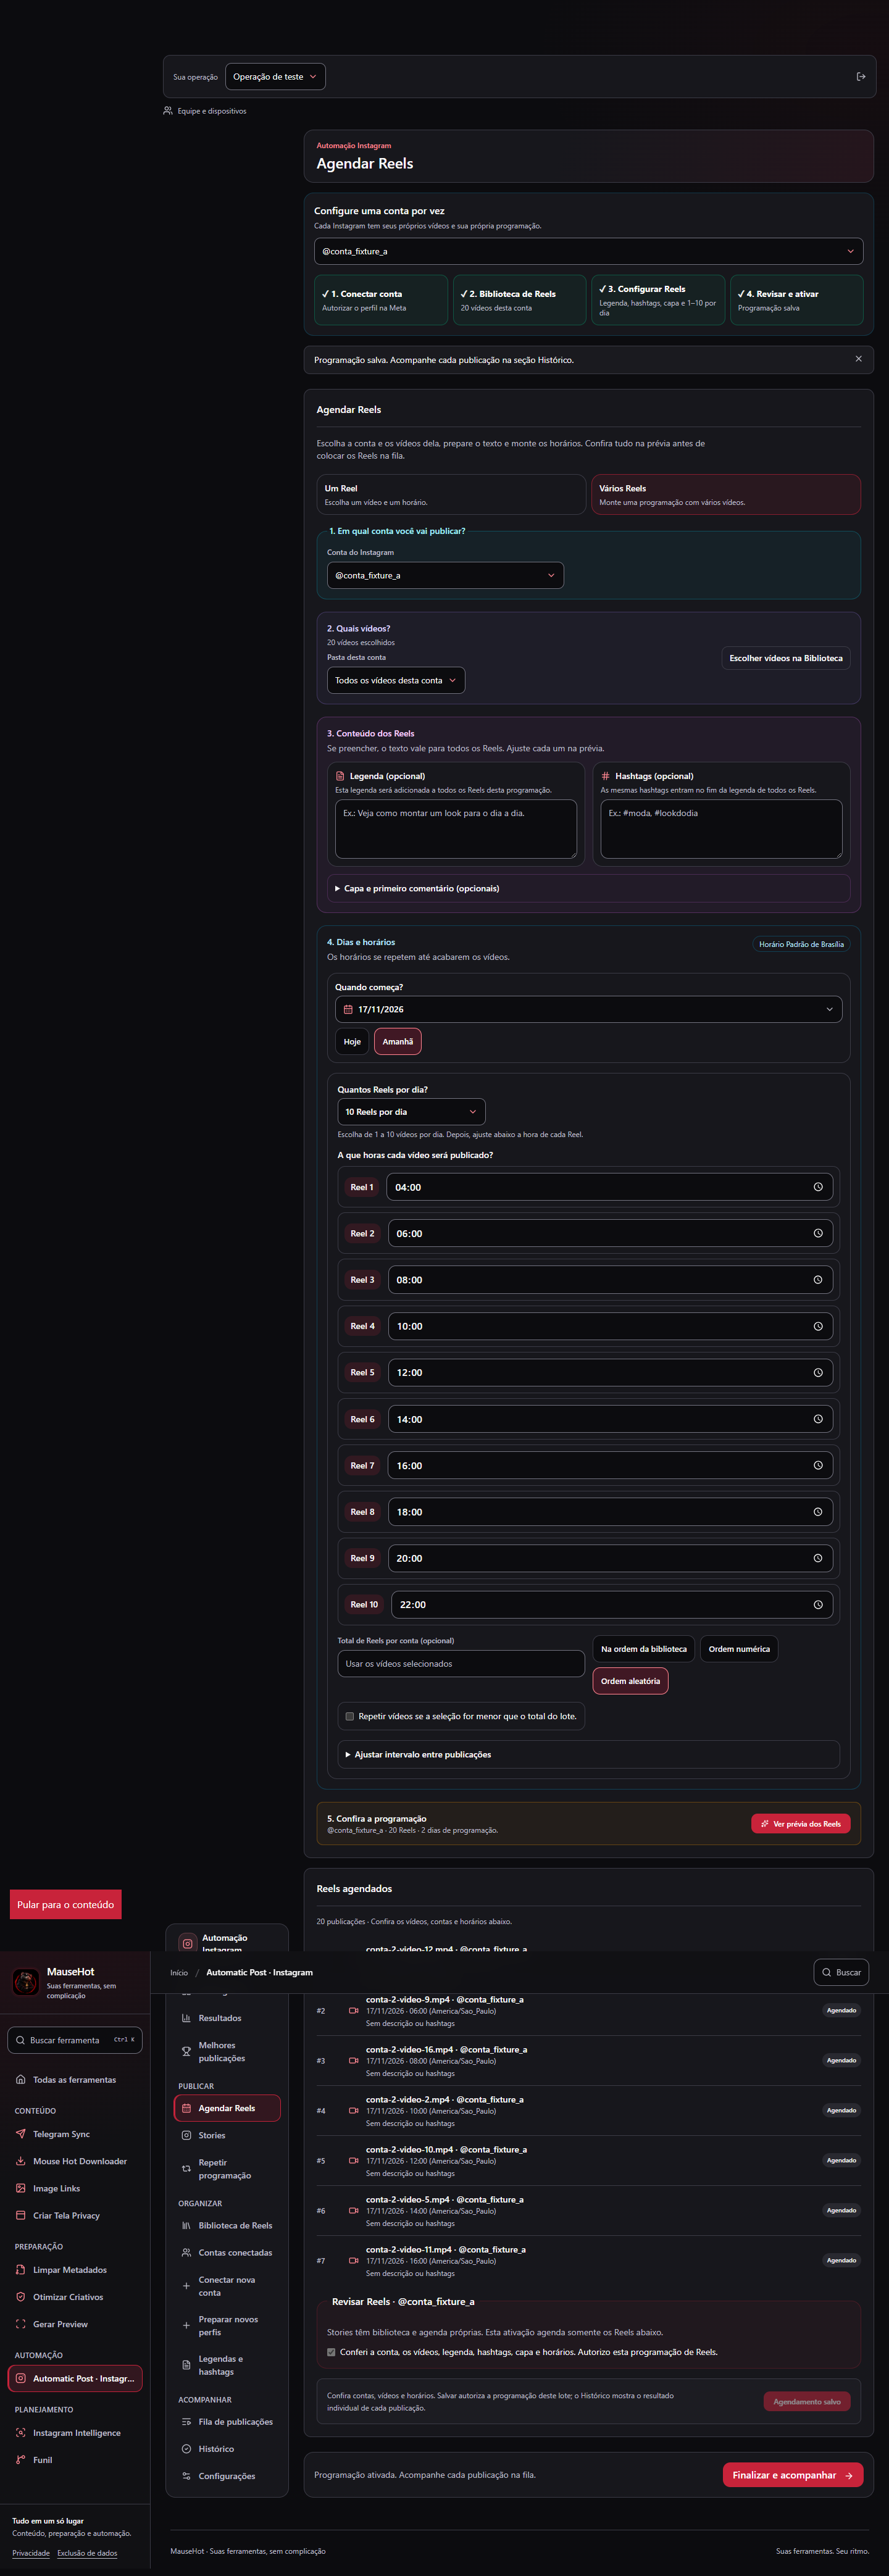 Sua operação
Operação de teste
Equipe e dispositivos
Automação Instagram
Agendar Reels
Configure uma conta por vez
Cada Instagram tem seus próprios vídeos e sua própria programação.
@conta_fixture_a
✓ 1. Conectar conta
Autorizar o perfil na Meta
✓ 2. Biblioteca de Reels
20 vídeos desta conta
✓ 3. Configurar Reels
Legenda, hashtags, capa e 1–10 por
dia
✓ 4. Revisar e ativar
Programação salva
Programação salva. Acompanhe cada publicação na seção Histórico.
Agendar Reels
Escolha a conta e os vídeos dela, prepare o texto e monte os horários. Confira tudo na prévia antes de
colocar os Reels na fila.
Um Reel
Escolha um vídeo e um horário.
Vários Reels
Monte uma programação com vários vídeos.
1. Em qual conta você vai publicar?
Conta do Instagram
@conta_fixture_a
2. Quais vídeos?
20 vídeos escolhidos
Pasta desta conta
Todos os vídeos desta conta
Escolher vídeos na Biblioteca
3. Conteúdo dos Reels
Se preencher, o texto vale para todos os Reels. Ajuste cada um na prévia.
Legenda (opcional)
Esta legenda será adicionada a todos os Reels desta programação.
Ex.: Veja como montar um look para o dia a dia.
Hashtags (opcional)
As mesmas hashtags entram no fim da legenda de todos os Reels.
Ex.: #moda, #lookdodia
Capa e primeiro comentário (opcionais)
4. Dias e horários
Os horários se repetem até acabarem os vídeos.
Horário Padrão de Brasília
Quando começa?
17/11/2026
Hoje
Amanhã
Quantos Reels por dia?
10 Reels por dia
Escolha de 1 a 10 vídeos por dia. Depois, ajuste abaixo a hora de cada Reel.
A que horas cada vídeo será publicado?
Reel 1 04:00
Reel 2 06:00
Reel 3 08:00
Reel 4 10:00
Reel 5 12:00
Reel 6 14:00
Reel 7 16:00
Reel 8 18:00
Reel 9 20:00
Reel 10 22:00
Total de Reels por conta (opcional)
Usar os vídeos selecionados
Na ordem da biblioteca
Ordem numérica
Ordem aleatória
Repetir vídeos se a seleção for menor que o total do lote.
Ajustar intervalo entre publicações
5. Confira a programação
@conta_fixture_a · 20 Reels · 2 dias de programação.
Ver prévia dos Reels
Reels agendados
20 publicações · Confira os vídeos, contas e horários abaixo.
conta-2-video-12.mp4 · @conta_fixture_a
#2
conta-2-video-9.mp4 · @conta_fixture_a
17/11/2026 · 06:00 (America/Sao_Paulo)
Sem descrição ou hashtags
Agendado
#3
conta-2-video-16.mp4 · @conta_fixture_a
17/11/2026 · 08:00 (America/Sao_Paulo)
Sem descrição ou hashtags
Agendado
#4
conta-2-video-2.mp4 · @conta_fixture_a
17/11/2026 · 10:00 (America/Sao_Paulo)
Sem descrição ou hashtags
Agendado
#5
conta-2-video-10.mp4 · @conta_fixture_a
17/11/2026 · 12:00 (America/Sao_Paulo)
Sem descrição ou hashtags
Agendado
#6
conta-2-video-5.mp4 · @conta_fixture_a
17/11/2026 · 14:00 (America/Sao_Paulo)
Sem descrição ou hashtags
Agendado
#7
conta-2-video-11.mp4 · @conta_fixture_a
17/11/2026 · 16:00 (America/Sao_Paulo)
Sem descrição ou hashtags
Agendado
Revisar Reels · @conta_fixture_a
Stories têm biblioteca e agenda próprias. Esta ativação agenda somente os Reels abaixo.
Conferi a conta, os vídeos, legenda, hashtags, capa e horários. Autorizo esta programação de Reels.
Confira contas, vídeos e horários. Salvar autoriza a programação deste lote; o Histórico mostra o resultado
individual de cada publicação.
Agendamento salvo
Programação ativada. Acompanhe cada publicação na fila.
Finalizar e acompanhar
Pular para o conteúdo
MauseHot
Suas ferramentas, sem
complicação
Início / Automatic Post · Instagram
Buscar
Buscar ferramenta Ctrl K
Todas as ferramentas
CONTEÚDO
Telegram Sync
Mouse Hot Downloader
Image Links
Criar Tela Privacy
PREPARAÇÃO
Limpar Metadados
Otimizar Criativos
Gerar Preview
AUTOMAÇÃO
Automatic Post · Instagr...
PLANEJAMENTO
Instagram Intelligence
Funil
Tudo em um só lugar
Conteúdo, preparação e automação.
Privacidade
Exclusão de dados
Automação
Instagram
Resultados
Melhores
publicações
PUBLICAR
Agendar Reels
Stories
Repetir
programação
ORGANIZAR
Biblioteca de Reels
Contas conectadas
Conectar nova
conta
Preparar novos
perfis
Legendas e
hashtags
ACOMPANHAR
Fila de publicações
Histórico
Configurações
MauseHot · Suas ferramentas, sem complicação
Suas ferramentas. Seu ritmo.